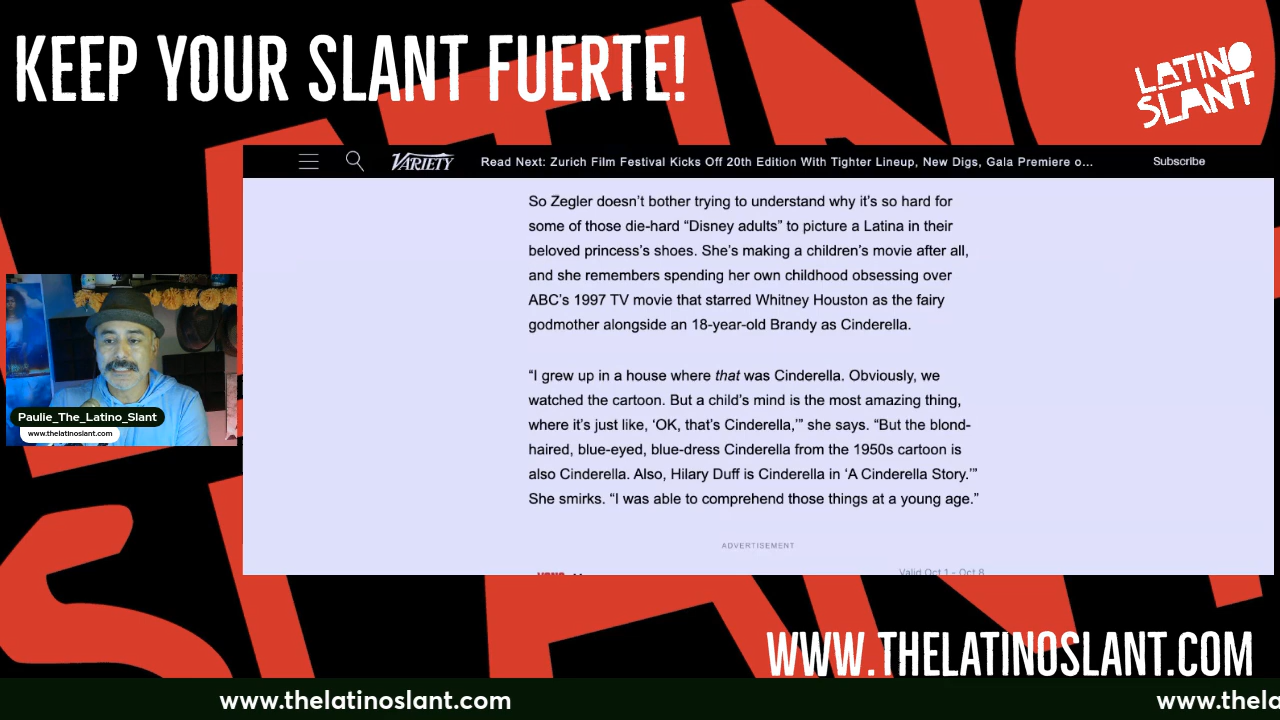 KEEP YOUR SLANT FUERTE!
LATINO
SLANT
VARIETY
Read Next: Zurich Film Festival Kicks Off 20th Edition With Tighter Lineup, New Digs, Gala Premiere o...
Subscribe
So Zegler doesn’t bother trying to understand why it’s so hard for
some of those die-hard “Disney adults” to picture a Latina in their
beloved princess’s shoes. She’s making a children’s movie after all,
and she remembers spending her own childhood obsessing over
ABC’s 1997 TV movie that starred Whitney Houston as the fairy
godmother alongside an 18-year-old Brandy as Cinderella.
“I grew up in a house where that was Cinderella. Obviously, we
watched the cartoon. But a child’s mind is the most amazing thing,
where it’s just like, ‘OK, that’s Cinderella,’” she says. “But the blond-
haired, blue-eyed, blue-dress Cinderella from the 1950s cartoon is
also Cinderella. Also, Hilary Duff is Cinderella in ‘A Cinderella Story.’”
She smirks. “I was able to comprehend those things at a young age.”
ADVERTISEMENT
Valid Oct 1 - Oct 8
Paulie_The_Latino_Slant
www.thelatinoslant.com
WWW.THELATINOSLANT.COM
www.thelatinoslant.com
www.thela